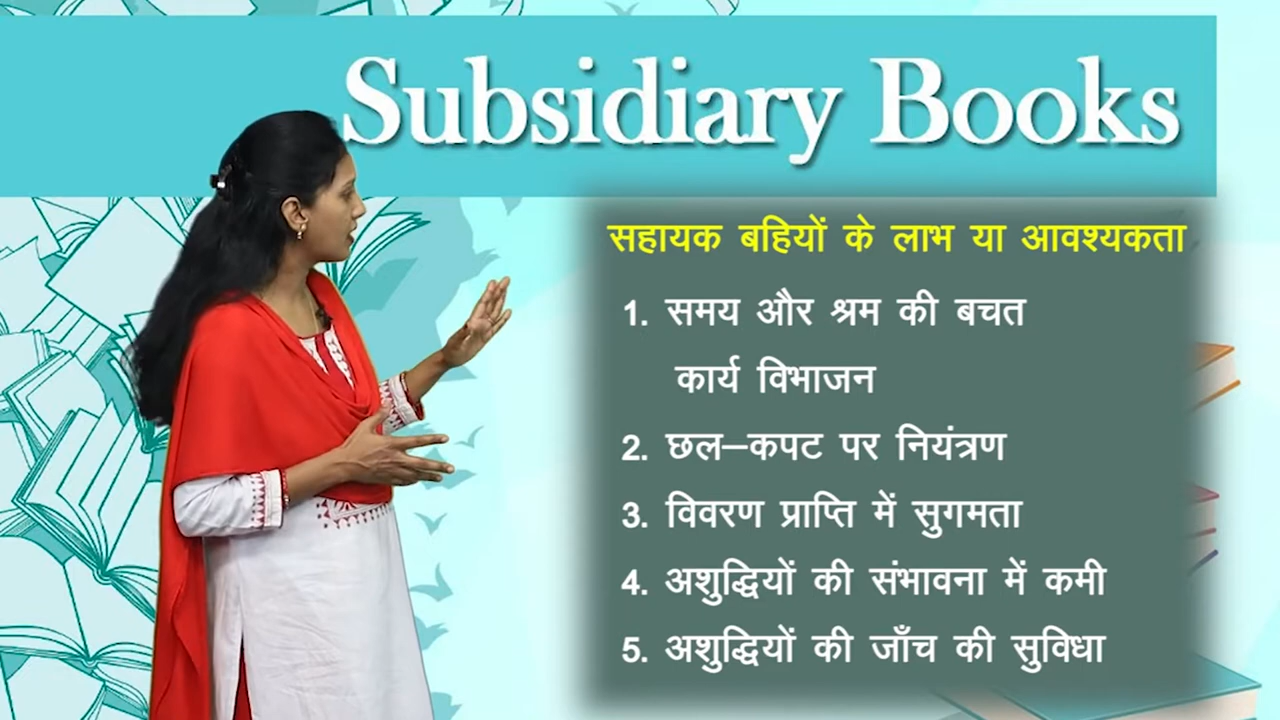 Subsidiary Books
सहायक बहियों के लाभ या आवश्यकता
1. समय और श्रम की बचत
कार्य विभाजन
2. छल–कपट पर नियंत्रण
3. विवरण प्राप्ति में सुगमता
4. अशुद्धियों की संभावना में कमी
5. अशुद्धियों की जाँच की सुविधा